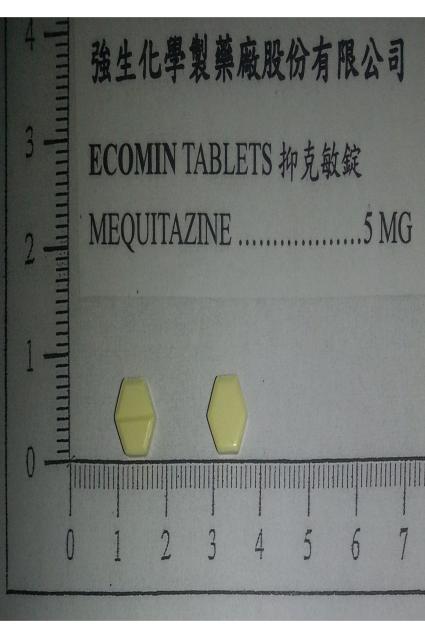 強生化學製藥廠股份有限公司
ECOMIN TABLETS 抑克敏錠
MEQUITAZINE ..................5 MG
4
3
2
1
0
0 1 2 3 4 5 6 7